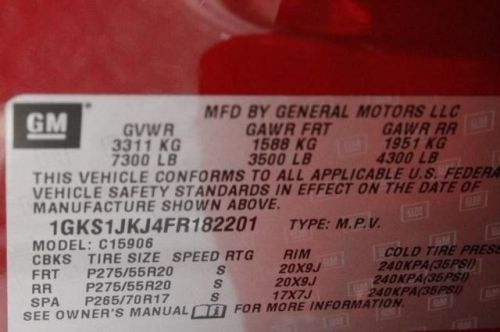 GM
MFD BY GENERAL MOTORS LLC
GVWR GAWR FRT GAWR RR
3311 KG 1588 KG 1951 KG
7300 LB 3500 LB 4300 LB
THIS VEHICLE CONFORMS TO ALL APPLICABLE U.S. FEDERA
VEHICLE SAFETY STANDARDS IN EFFECT ON THE DATE OF
MANUFACTURE SHOWN ABOVE.
1GKS1JKJ4FR182201 TYPE: M.P.V.
MODEL: C15906
CBKS TIRE SIZE SPEED RTG RIM COLD TIRE PRESS
FRT P275/55R20 S 20X9J 240KPA(35PSI)
RR P275/55R20 S 20X9J 240KPA(35PSI)
SPA P265/70R17 S 17X7J 240KPA(35PSI)
SEE OWNER'S MANUAL FOR MORE INFORMATION.